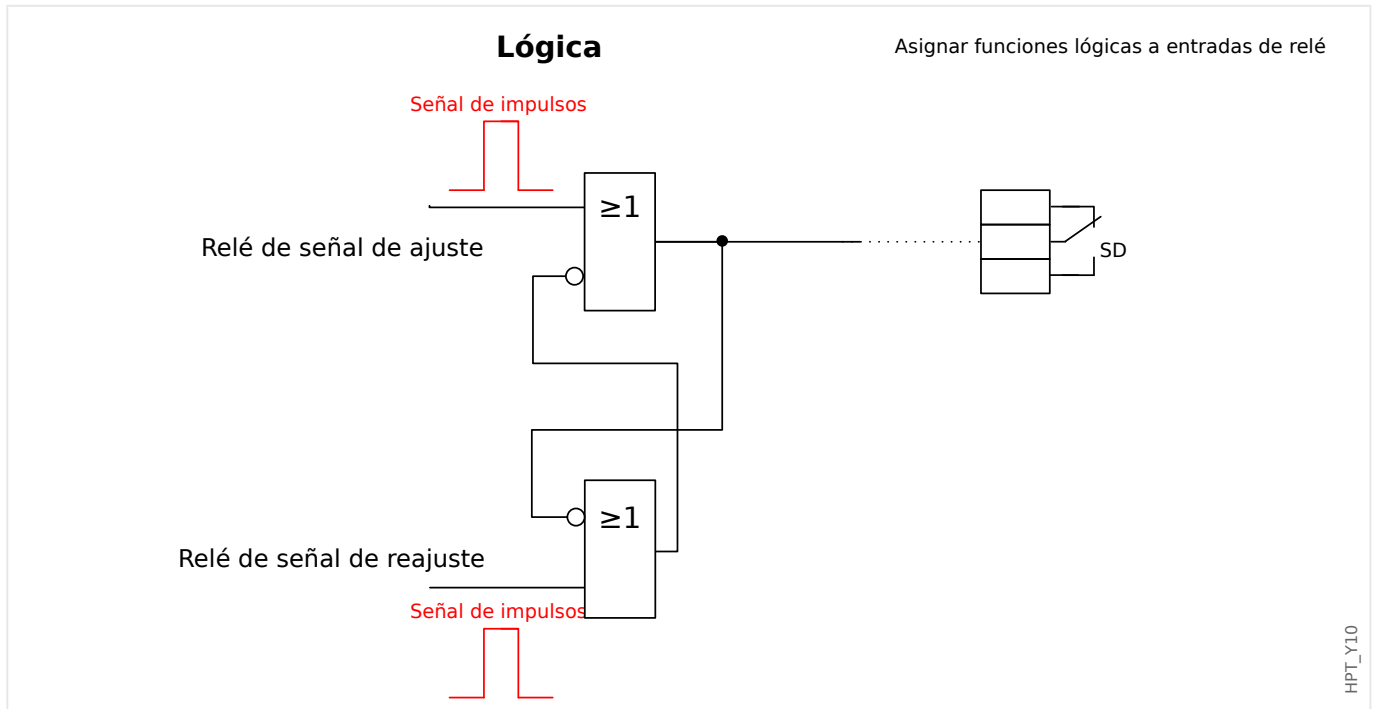 Lógica
Asignar funciones lógicas a entradas de relé
Señal de impulsos
≥1
Relé de señal de ajuste
SD
≥1
Relé de señal de reajuste
Señal de impulsos
HPT_Y10